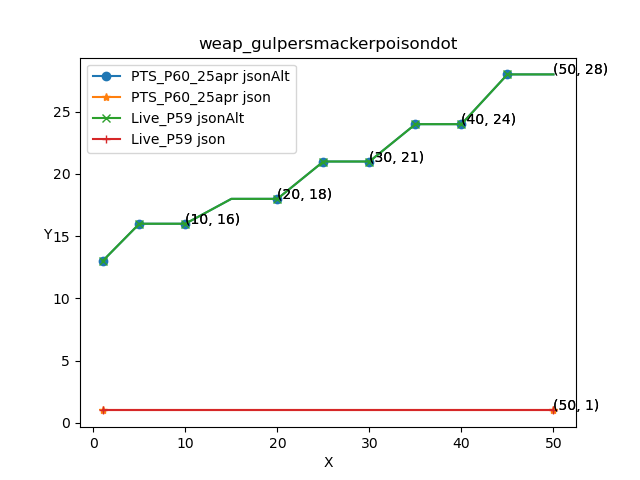 weap_gulpersmackerpoisondot
PTS_P60_25apr jsonAlt
PTS_P60_25apr json
Live_P59 jsonAlt
Live_P59 json
(50, 28)
(40, 24)
(30, 21)
(20, 18)
(10, 16)
(50, 1)
Y
25
20
15
10
5
0
0 10 20 30 40 50
X